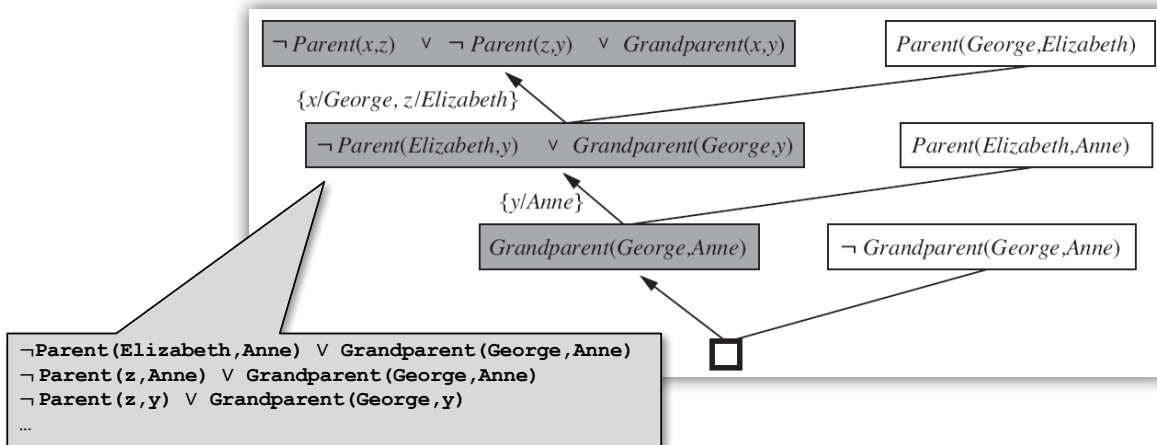 ¬ Parent(x,z) ∨ ¬ Parent(z,y) ∨ Grandparent(x,y)
Parent(George,Elizabeth)
{x/George, z/Elizabeth}
¬ Parent(Elizabeth,y) ∨ Grandparent(George,y)
Parent(Elizabeth,Anne)
{y/Anne}
Grandparent(George,Anne)
¬ Grandparent(George,Anne)
¬Parent(Elizabeth,Anne) ∨ Grandparent(George,Anne)
¬ Parent(z,Anne) ∨ Grandparent(George,Anne)
¬ Parent(z,y) ∨ Grandparent(George,y)
…